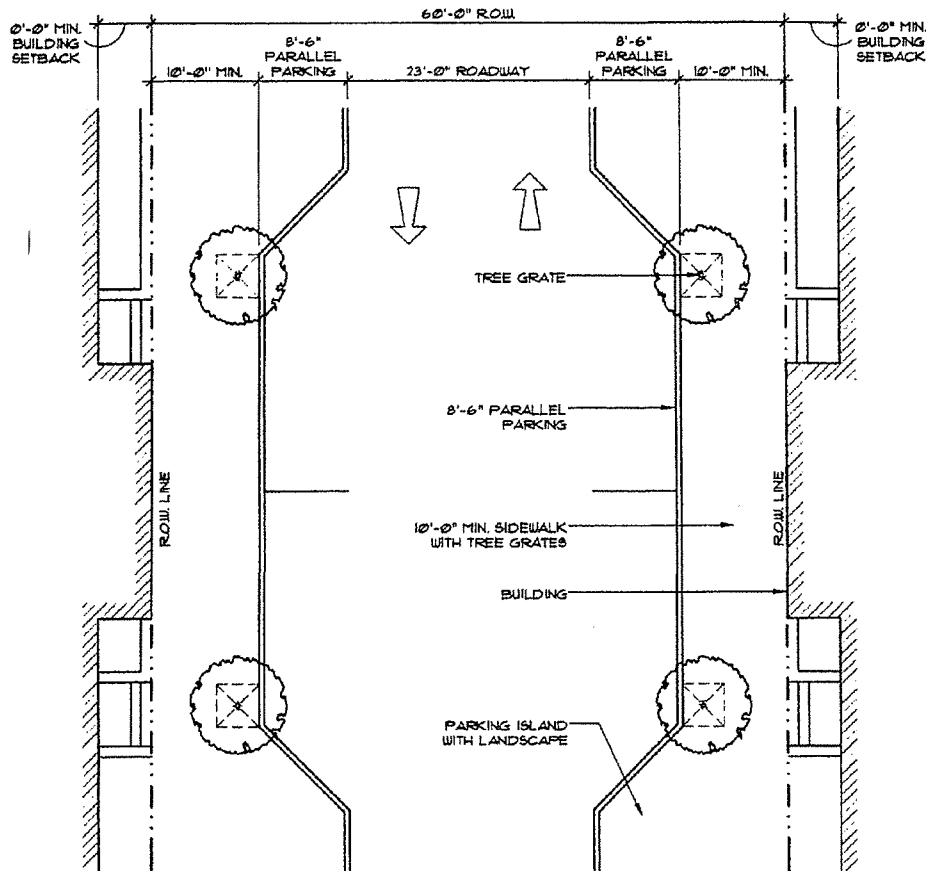 60'-0" R.O.W.
0'-0" MIN.
BUILDING
SETBACK
8'-6"
PARALLEL
PARKING
8'-6"
PARALLEL
PARKING
0'-0" MIN.
BUILDING
SETBACK
10'-0" MIN.
23'-0" ROADWAY
10'-0" MIN.
TREE GRATE
8'-6" PARALLEL
PARKING
R.O.W. LINE
R.O.W. LINE
10'-0" MIN. SIDEWALK
WITH TREE GRATES
BUILDING
PARKING ISLAND
WITH LANDSCAPE